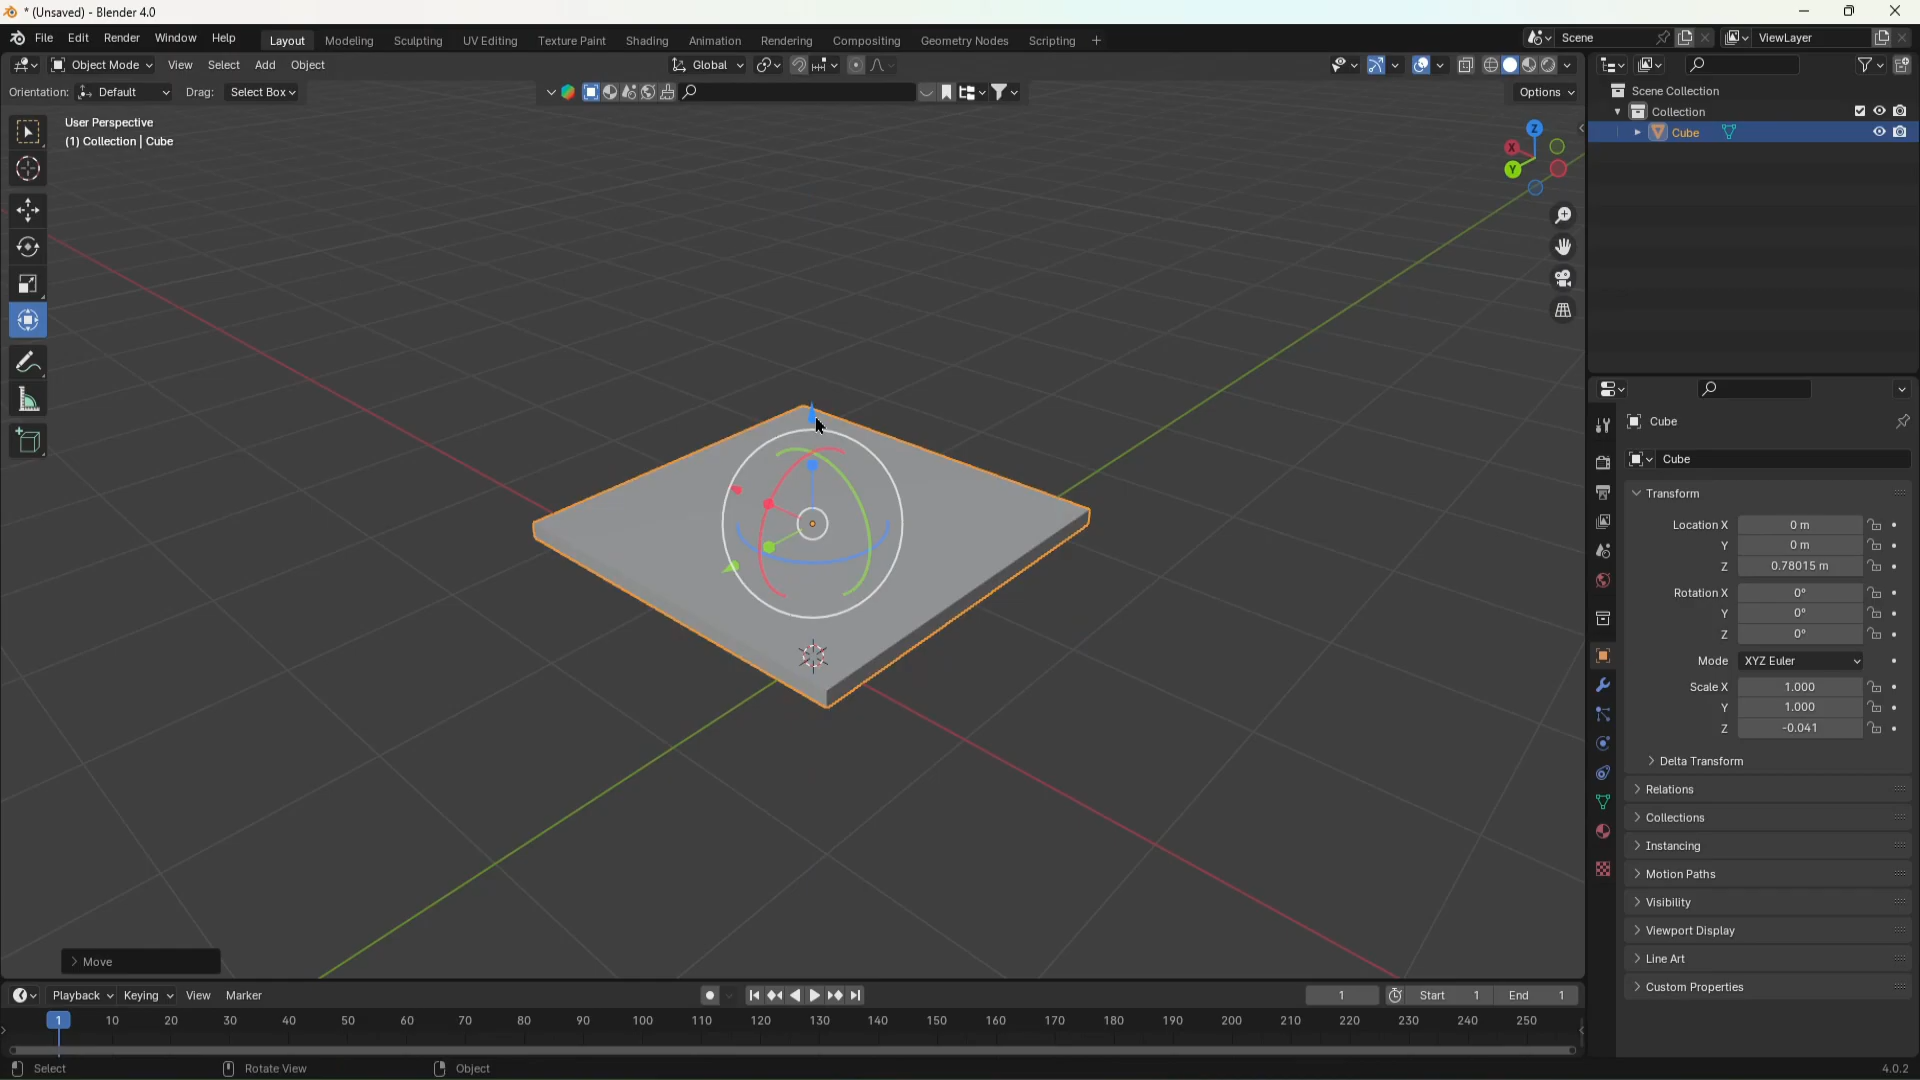 * (Unsaved) - Blender 4.0
File Edit Render Window Help
Layout Modeling Sculpting UV Editing Texture Paint Shading Animation Rendering Compositing Geometry Nodes Scripting +
Scene
ViewLayer
Object Mode View Select Add Object
Global
Orientation: Default Drag: Select Box
Options
User Perspective
(1) Collection | Cube
Z
X
Y
Scene Collection
Collection
Cube
Cube
Cube
Transform
Location X 0 m
Y 0 m
Z 0.78015 m
Rotation X 0°
Y 0°
Z 0°
Mode XYZ Euler
Scale X 1.000
Y 1.000
Z -0.041
Delta Transform
Relations
Collections
Instancing
Motion Paths
Visibility
Viewport Display
Line Art
Custom Properties
Move
Playback Keying View Marker
1 Start 1 End 1
1 10 20 30 40 50 60 70 80 90 100 110 120 130 140 150 160 170 180 190 200 210 220 230 240 250
Select Rotate View Object
4.0.2